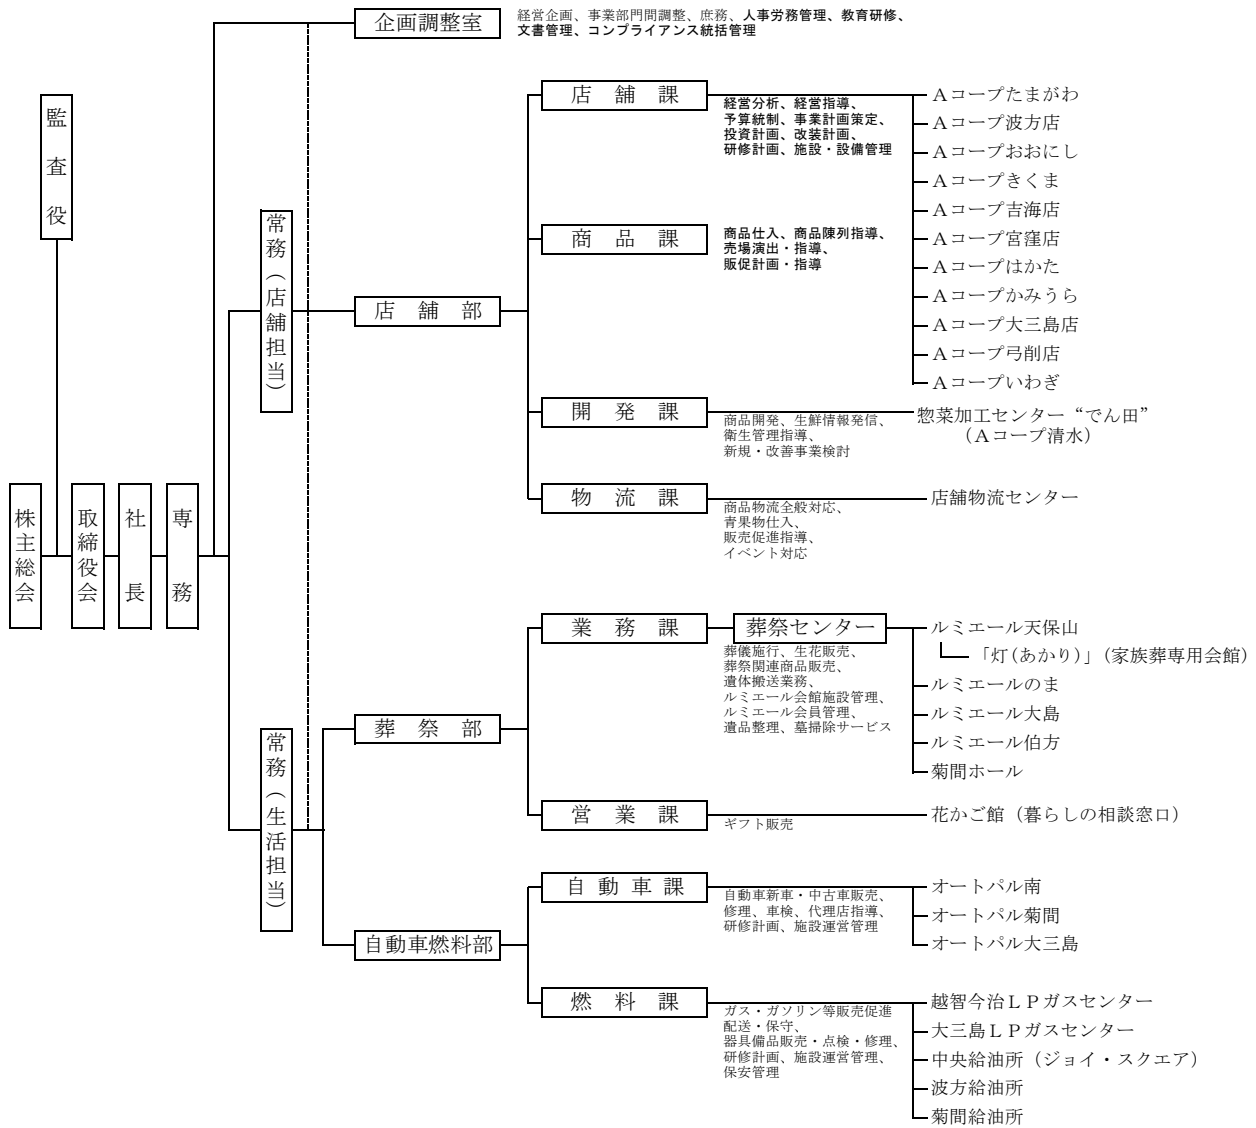 企画調整室
経営企画、事業部門間調整、庶務、人事労務管理、教育研修、
文書管理、コンプライアンス統括管理
監査役
株主総会
取締役会
社長
専務
常務(店舗担当)
常務(生活担当)
店舗部
店舗課
経営分析、経営指導、
予算統制、事業計画策定、
投資計画、改装計画、
研修計画、施設・設備管理
Aコープたまがわ
Aコープ波方店
Aコープおおにし
Aコープきくま
Aコープ吉海店
Aコープ宮窪店
Aコープはかた
Aコープかみうら
Aコープ大三島店
Aコープ弓削店
Aコープいわぎ
商品課
商品仕入、商品陳列指導、
売場演出・指導、
販促計画・指導
開発課
商品開発、生鮮情報発信、
衛生管理指導、
新規・改善事業検討
惣菜加工センター“でん田”
(Aコープ清水)
物流課
商品物流全般対応、
青果物仕入、
販売促進指導、
イベント対応
店舗物流センター
葬祭部
業務課
葬祭センター
葬儀施行、生花販売、
葬祭関連商品販売、
遺体搬送業務、
ルミエール会館施設管理、
ルミエール会員管理、
遺品整理、墓掃除サービス
ルミエール天保山
「灯(あかり)」(家族葬専用会館)
ルミエールのま
ルミエール大島
ルミエール伯方
菊間ホール
営業課
ギフト販売
花かご館(暮らしの相談窓口)
自動車燃料部
自動車課
自動車新車・中古車販売、
修理、車検、代理店指導、
研修計画、施設運営管理
オートパル南
オートパル菊間
オートパル大三島
燃料課
ガス・ガソリン等販売促進
配送・保守、
器具備品販売・点検・修理、
研修計画、施設運営管理、
保安管理
越智今治LPガスセンター
大三島LPガスセンター
中央給油所(ジョイ・スクエア)
波方給油所
菊間給油所